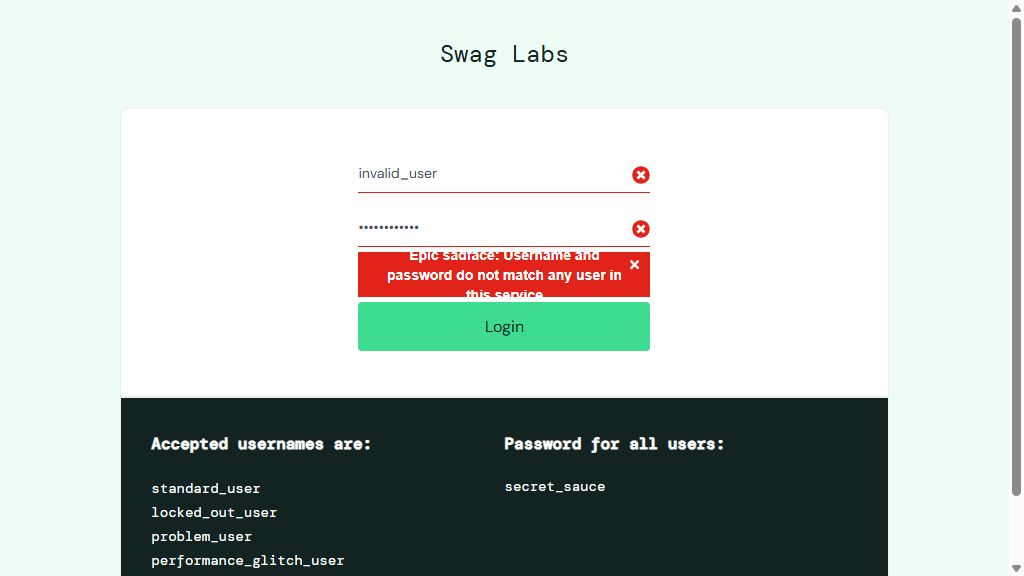 Swag Labs
invalid_user
••••••••••••
Epic sadface: Username and
password do not match any user in
this service
Login
Accepted usernames are:
standard_user
locked_out_user
problem_user
performance_glitch_user
Password for all users:
secret_sauce